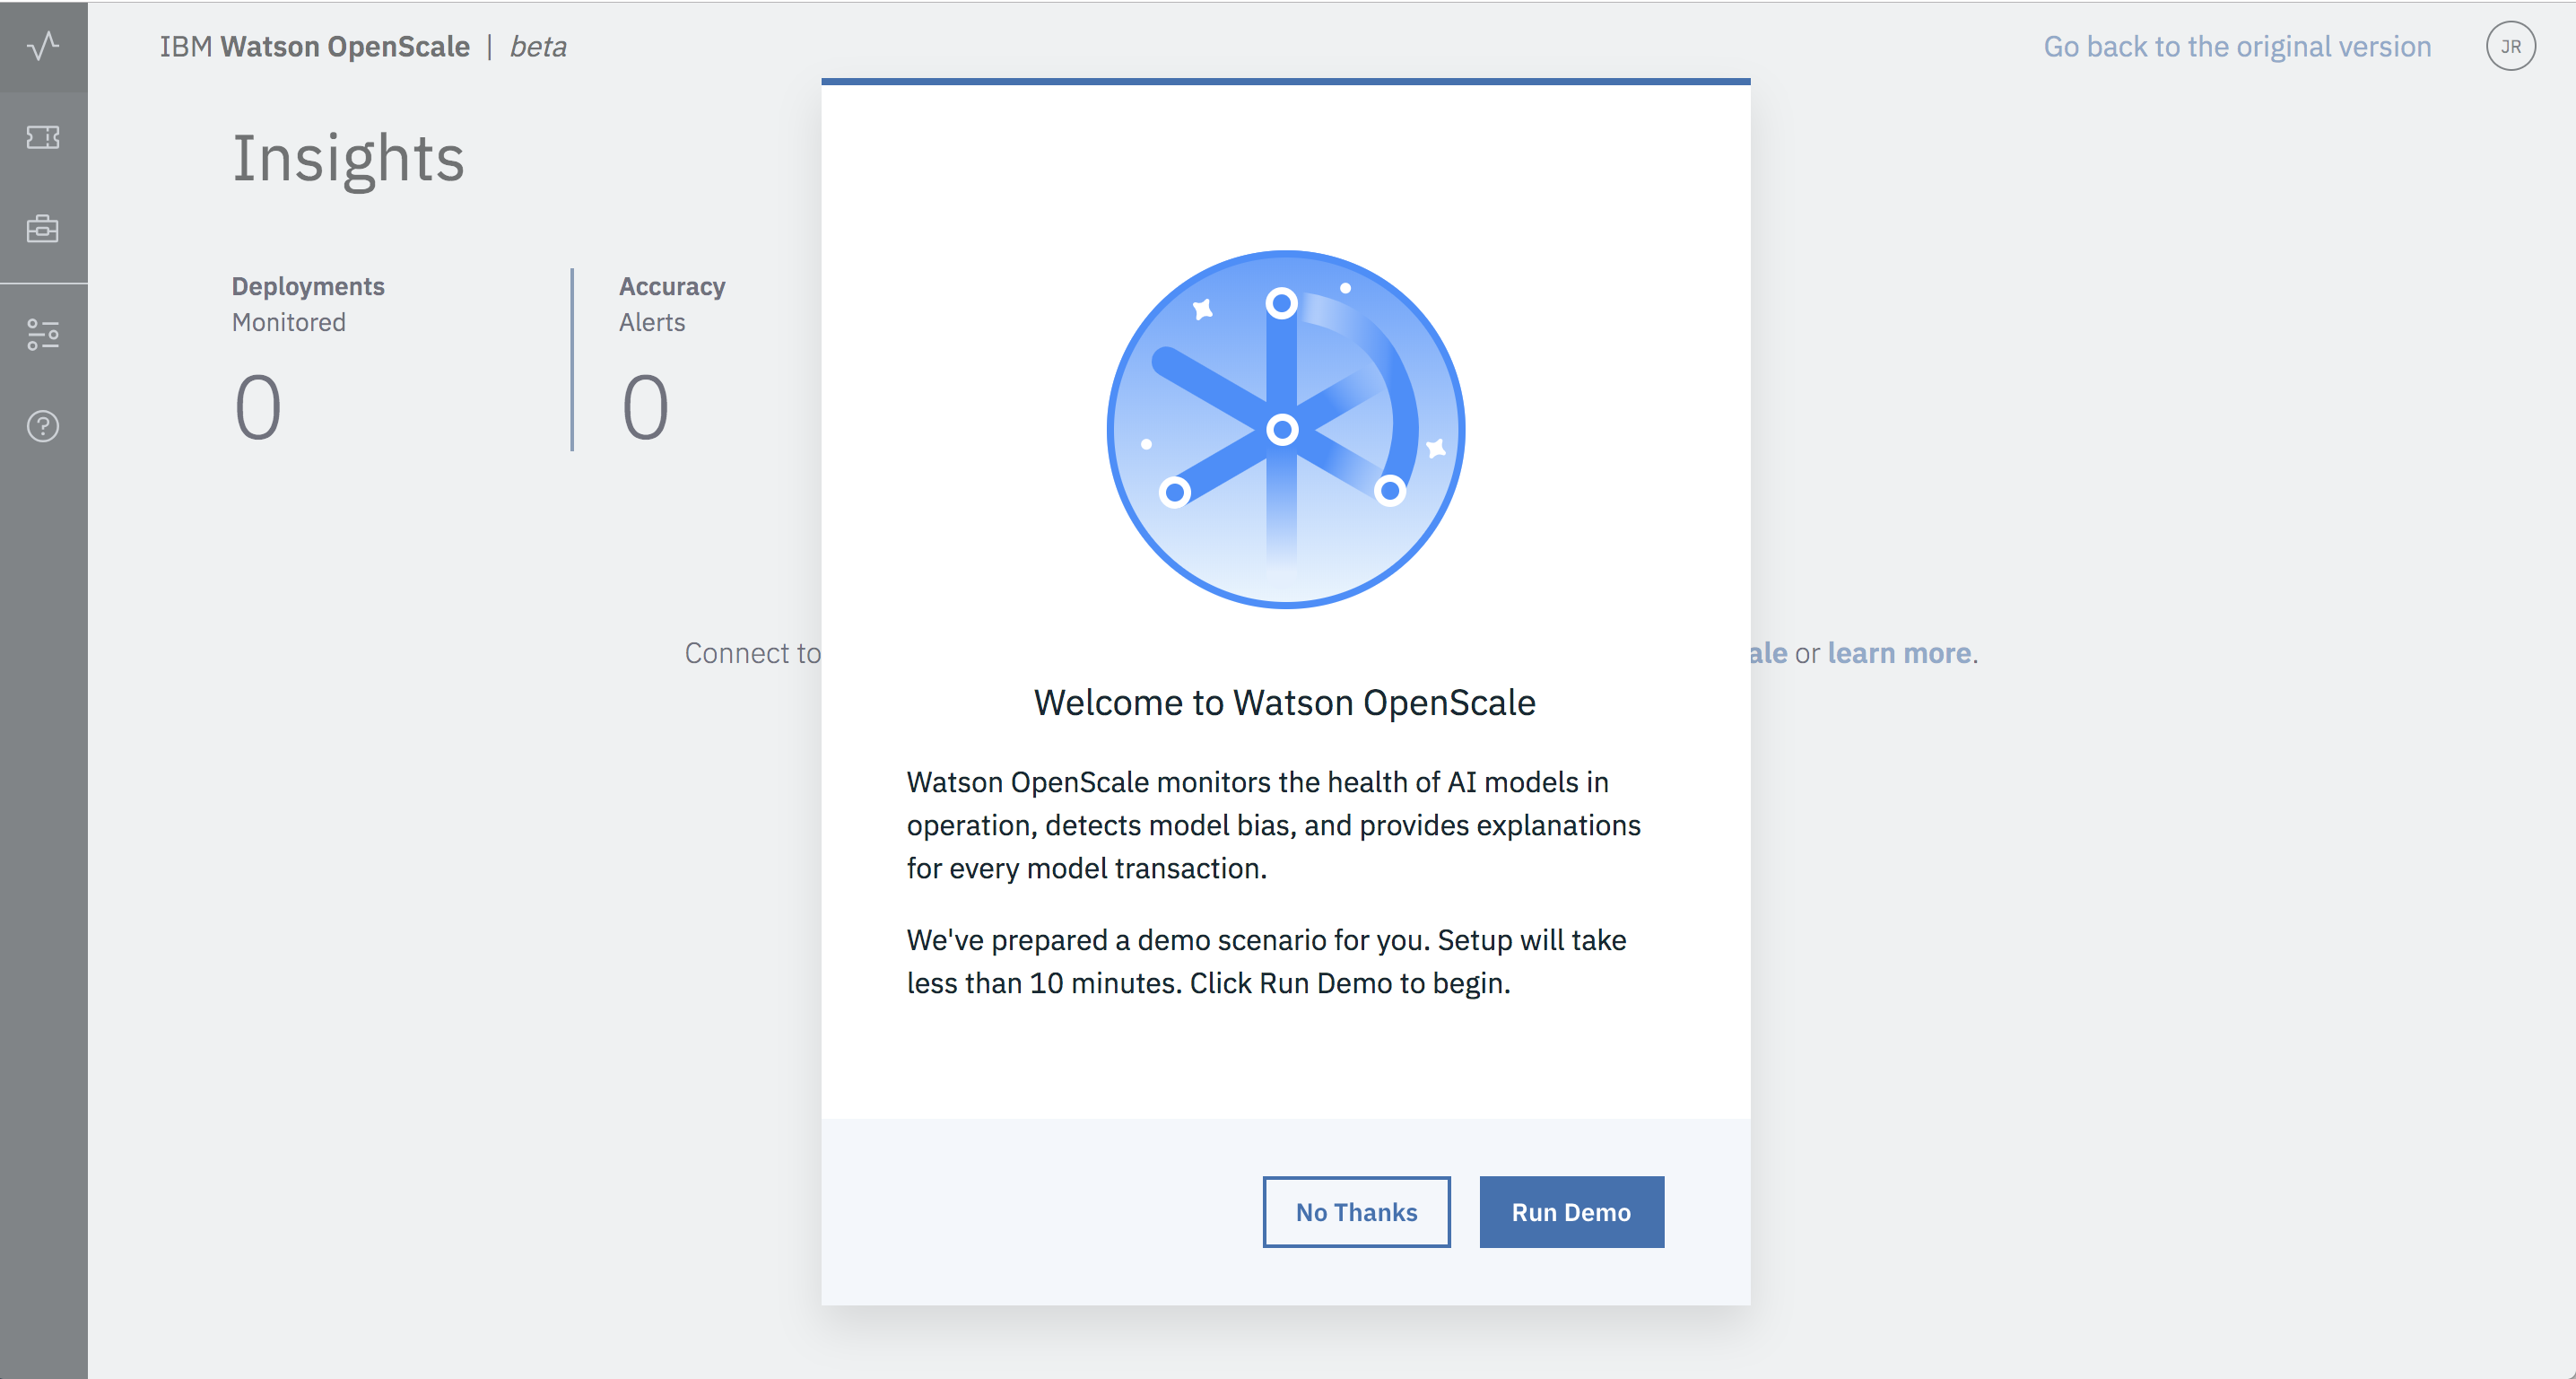 IBM Watson OpenScale | beta
Go back to the original version
JR
Insights
Deployments
Monitored
0
Accuracy
Alerts
0
Connect to
ale or learn more.
Welcome to Watson OpenScale
Watson OpenScale monitors the health of AI models in
operation, detects model bias, and provides explanations
for every model transaction.
We've prepared a demo scenario for you. Setup will take
less than 10 minutes. Click Run Demo to begin.
No Thanks
Run Demo